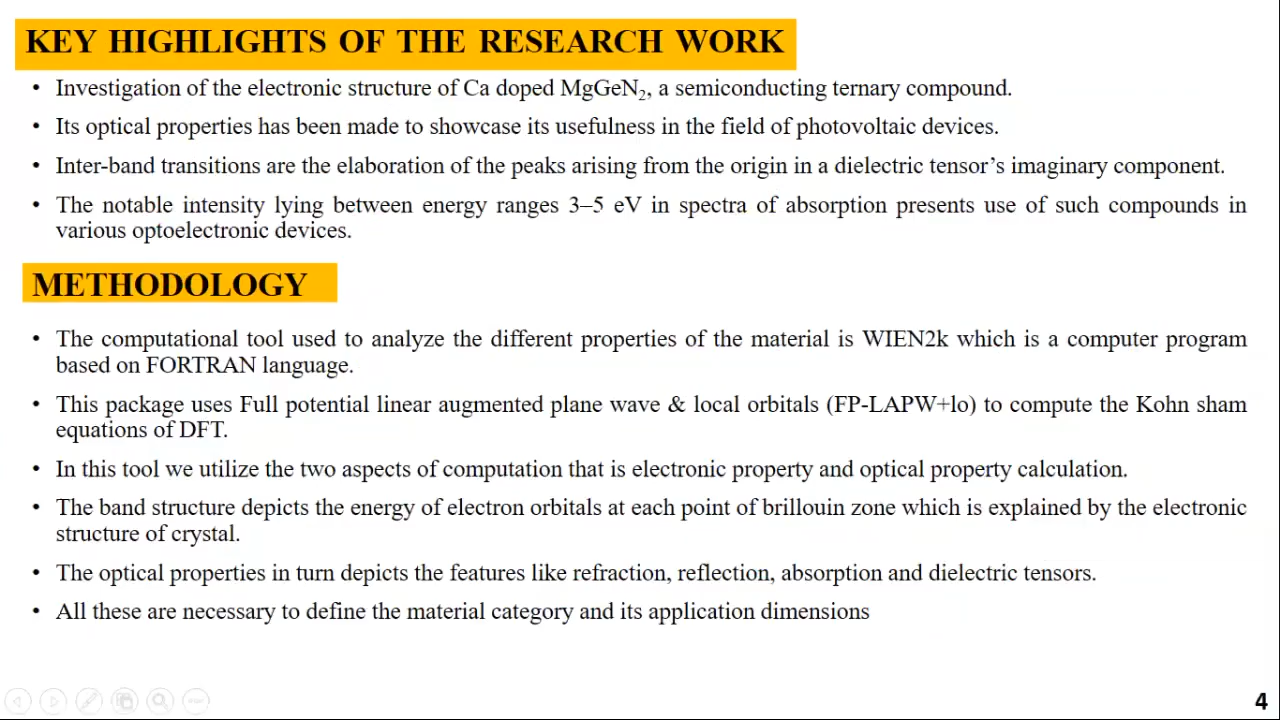 KEY HIGHLIGHTS OF THE RESEARCH WORK
• Investigation of the electronic structure of Ca doped MgGeN₂, a semiconducting ternary compound.
• Its optical properties has been made to showcase its usefulness in the field of photovoltaic devices.
• Inter-band transitions are the elaboration of the peaks arising from the origin in a dielectric tensor’s imaginary component.
• The notable intensity lying between energy ranges 3–5 eV in spectra of absorption presents use of such compounds in
various optoelectronic devices.
METHODOLOGY
• The computational tool used to analyze the different properties of the material is WIEN2k which is a computer program
based on FORTRAN language.
• This package uses Full potential linear augmented plane wave & local orbitals (FP-LAPW+lo) to compute the Kohn sham
equations of DFT.
• In this tool we utilize the two aspects of computation that is electronic property and optical property calculation.
• The band structure depicts the energy of electron orbitals at each point of brillouin zone which is explained by the electronic
structure of crystal.
• The optical properties in turn depicts the features like refraction, reflection, absorption and dielectric tensors.
• All these are necessary to define the material category and its application dimensions
4